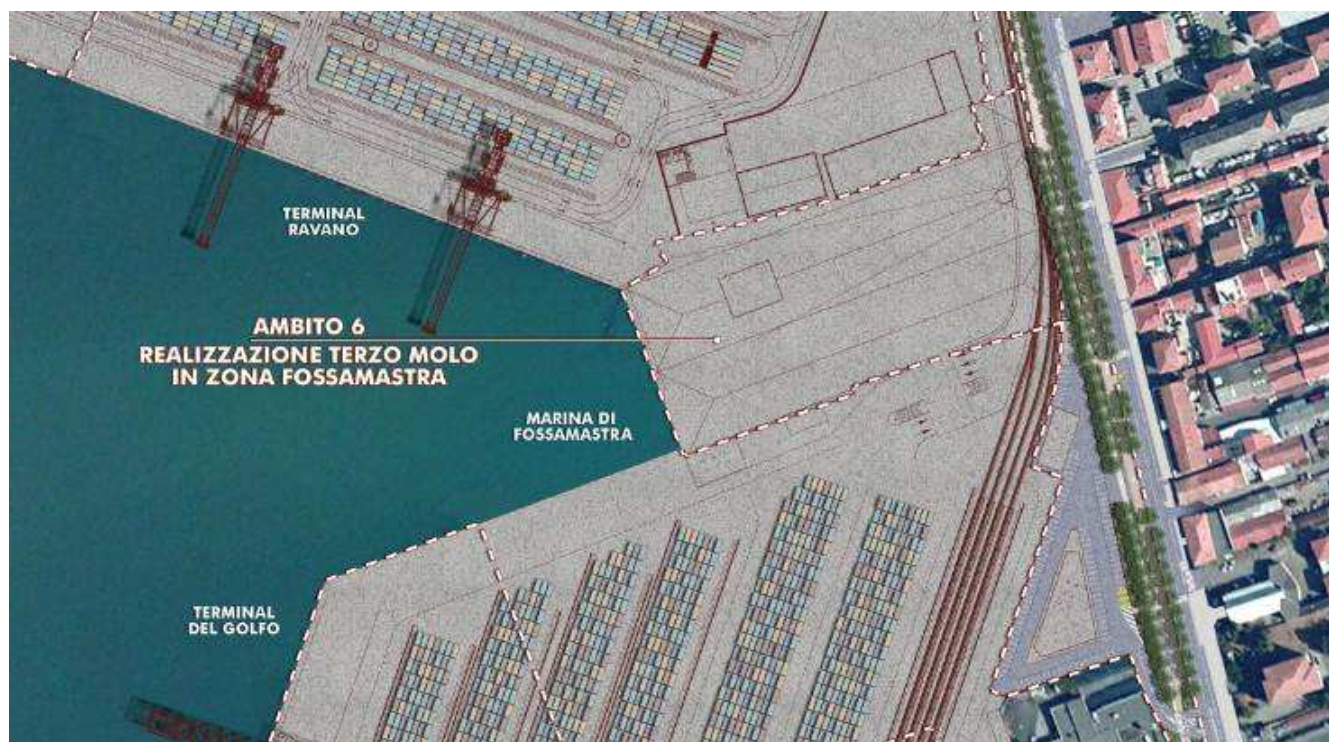 TERMINAL
RAVANO
AMBITO 6
REALIZZAZIONE TERZO MOLO
IN ZONA FOSSAMASTRA
MARINA DI
FOSSAMASTRA
TERMINAL
DEL GOLFO